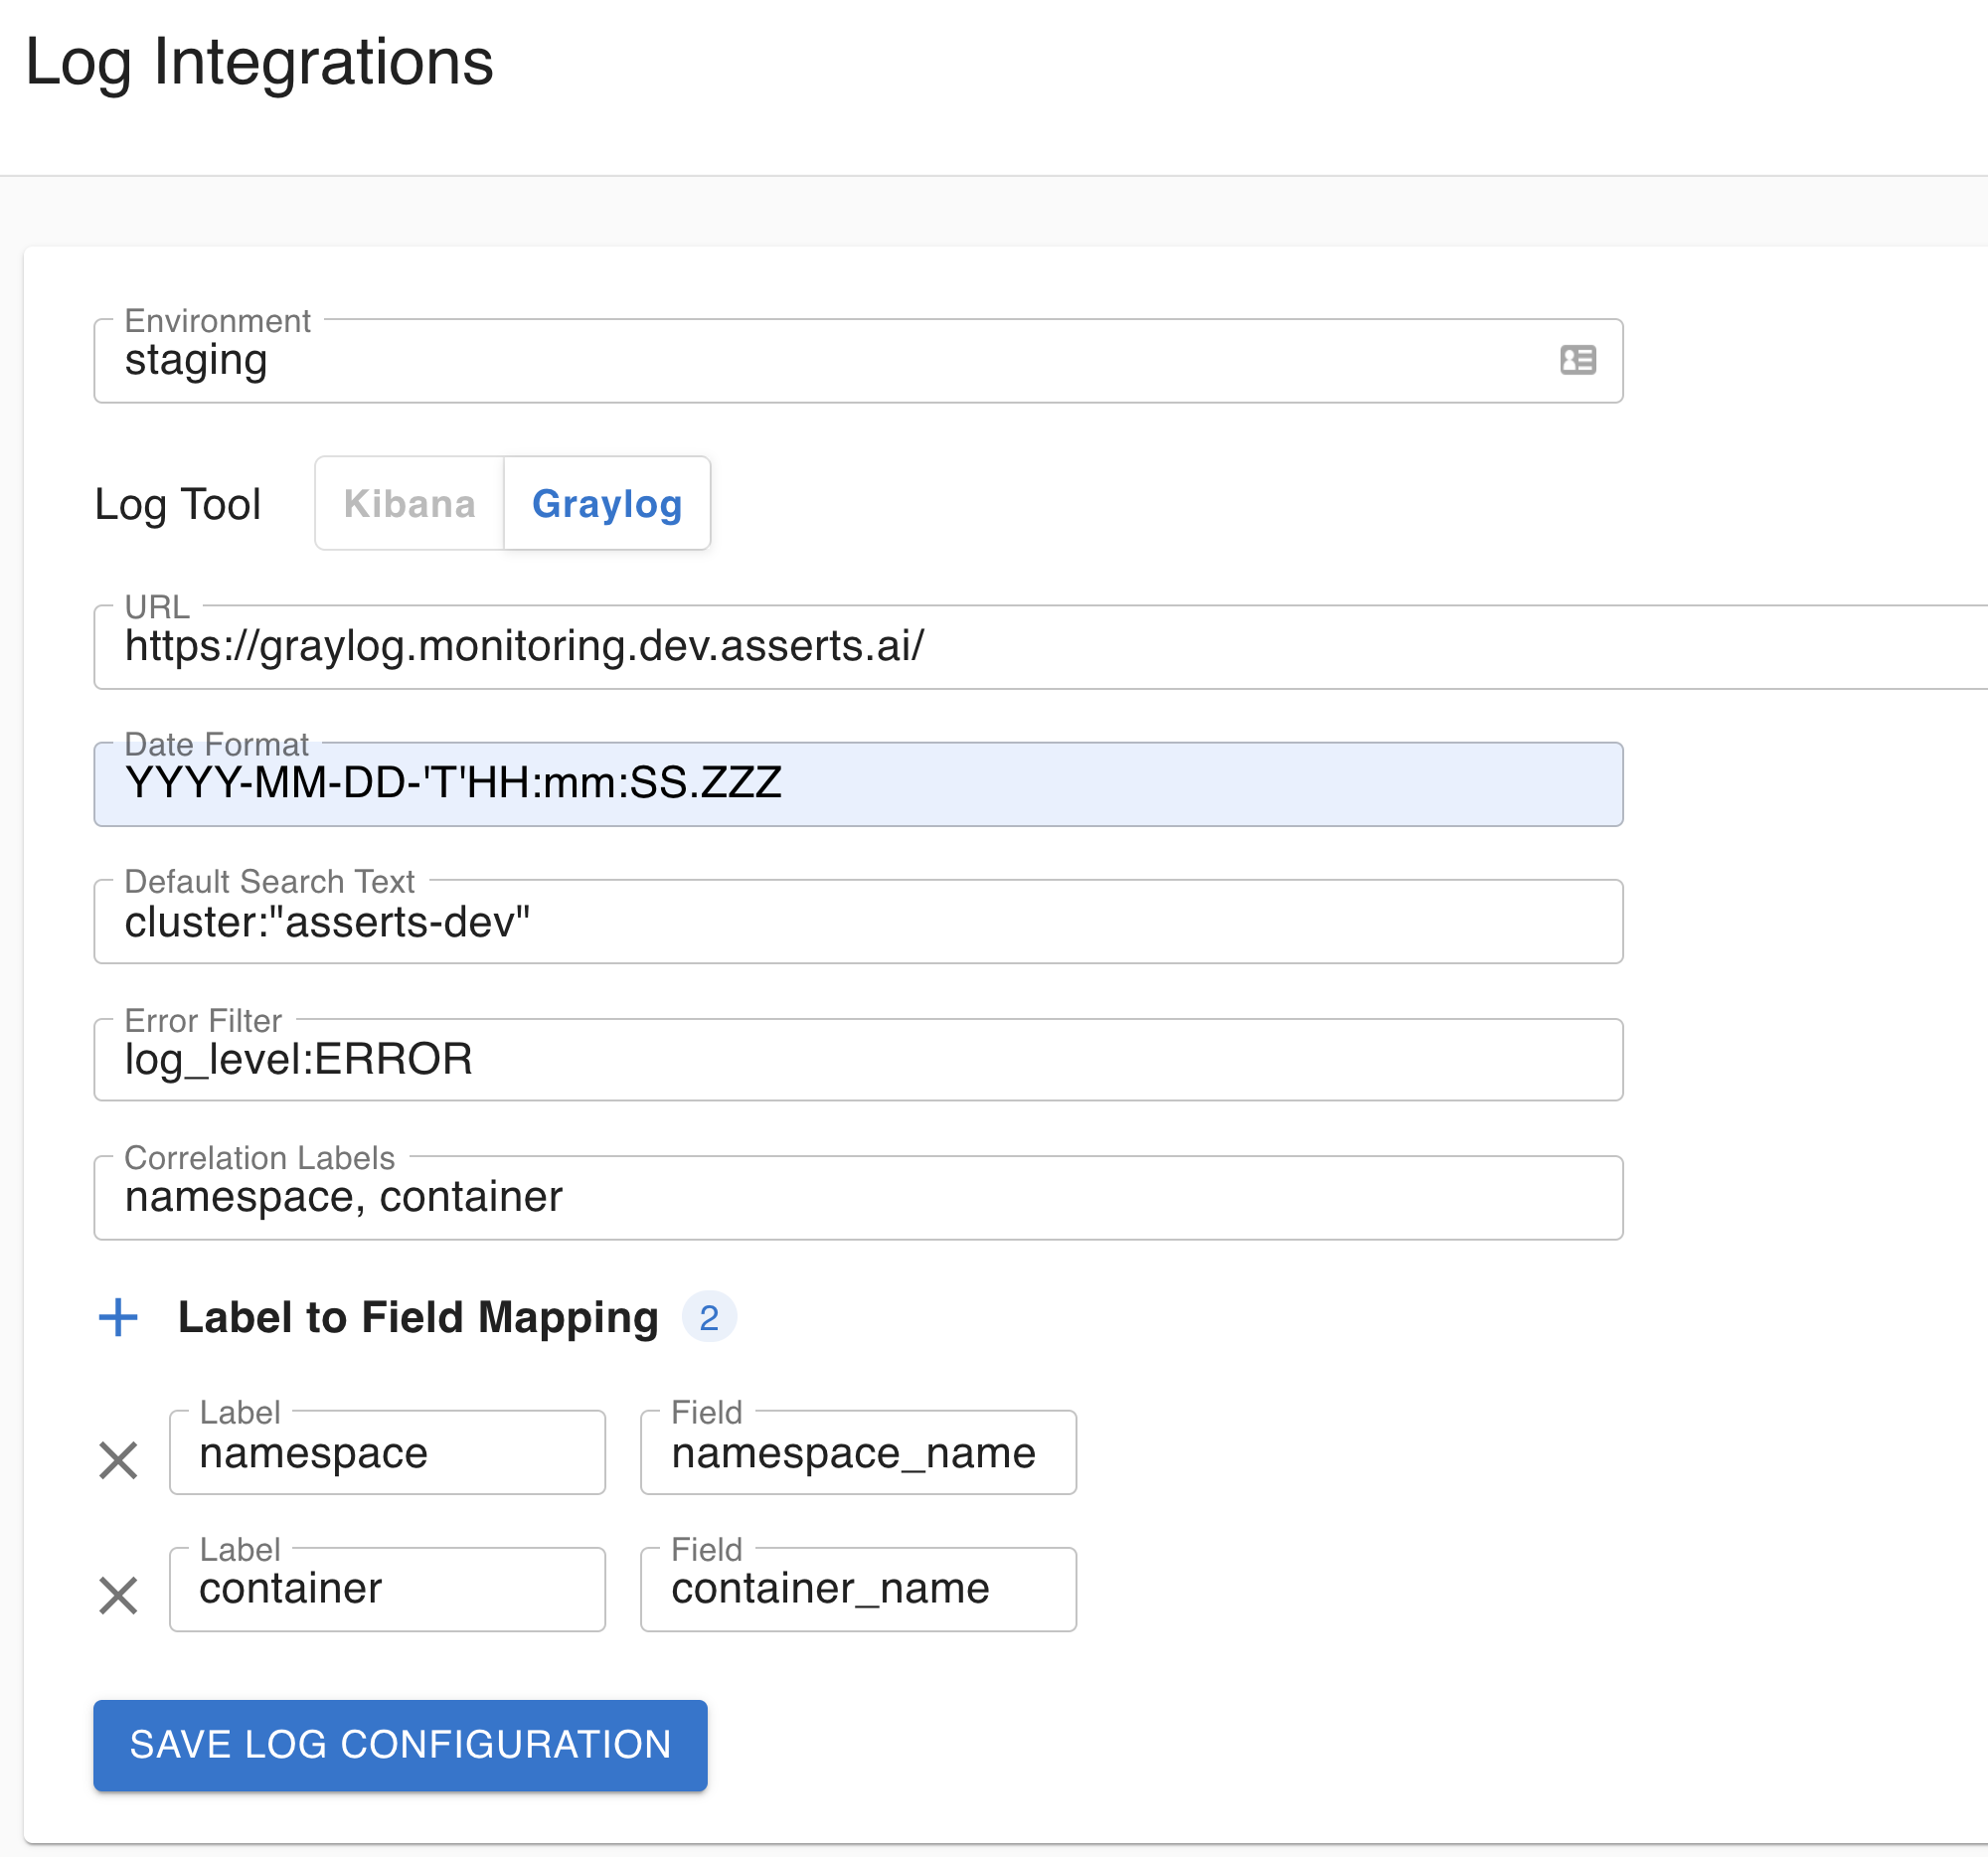 Log Integrations
Environment
staging
Log Tool
Kibana
Graylog
URL
https://graylog.monitoring.dev.asserts.ai/
Date Format
YYYY-MM-DD-'T'HH:mm:SS.ZZZ
Default Search Text
cluster:"asserts-dev"
Error Filter
log_level:ERROR
Correlation Labels
namespace, container
Label to Field Mapping 2
Label
namespace
Field
namespace_name
Label
container
Field
container_name
SAVE LOG CONFIGURATION